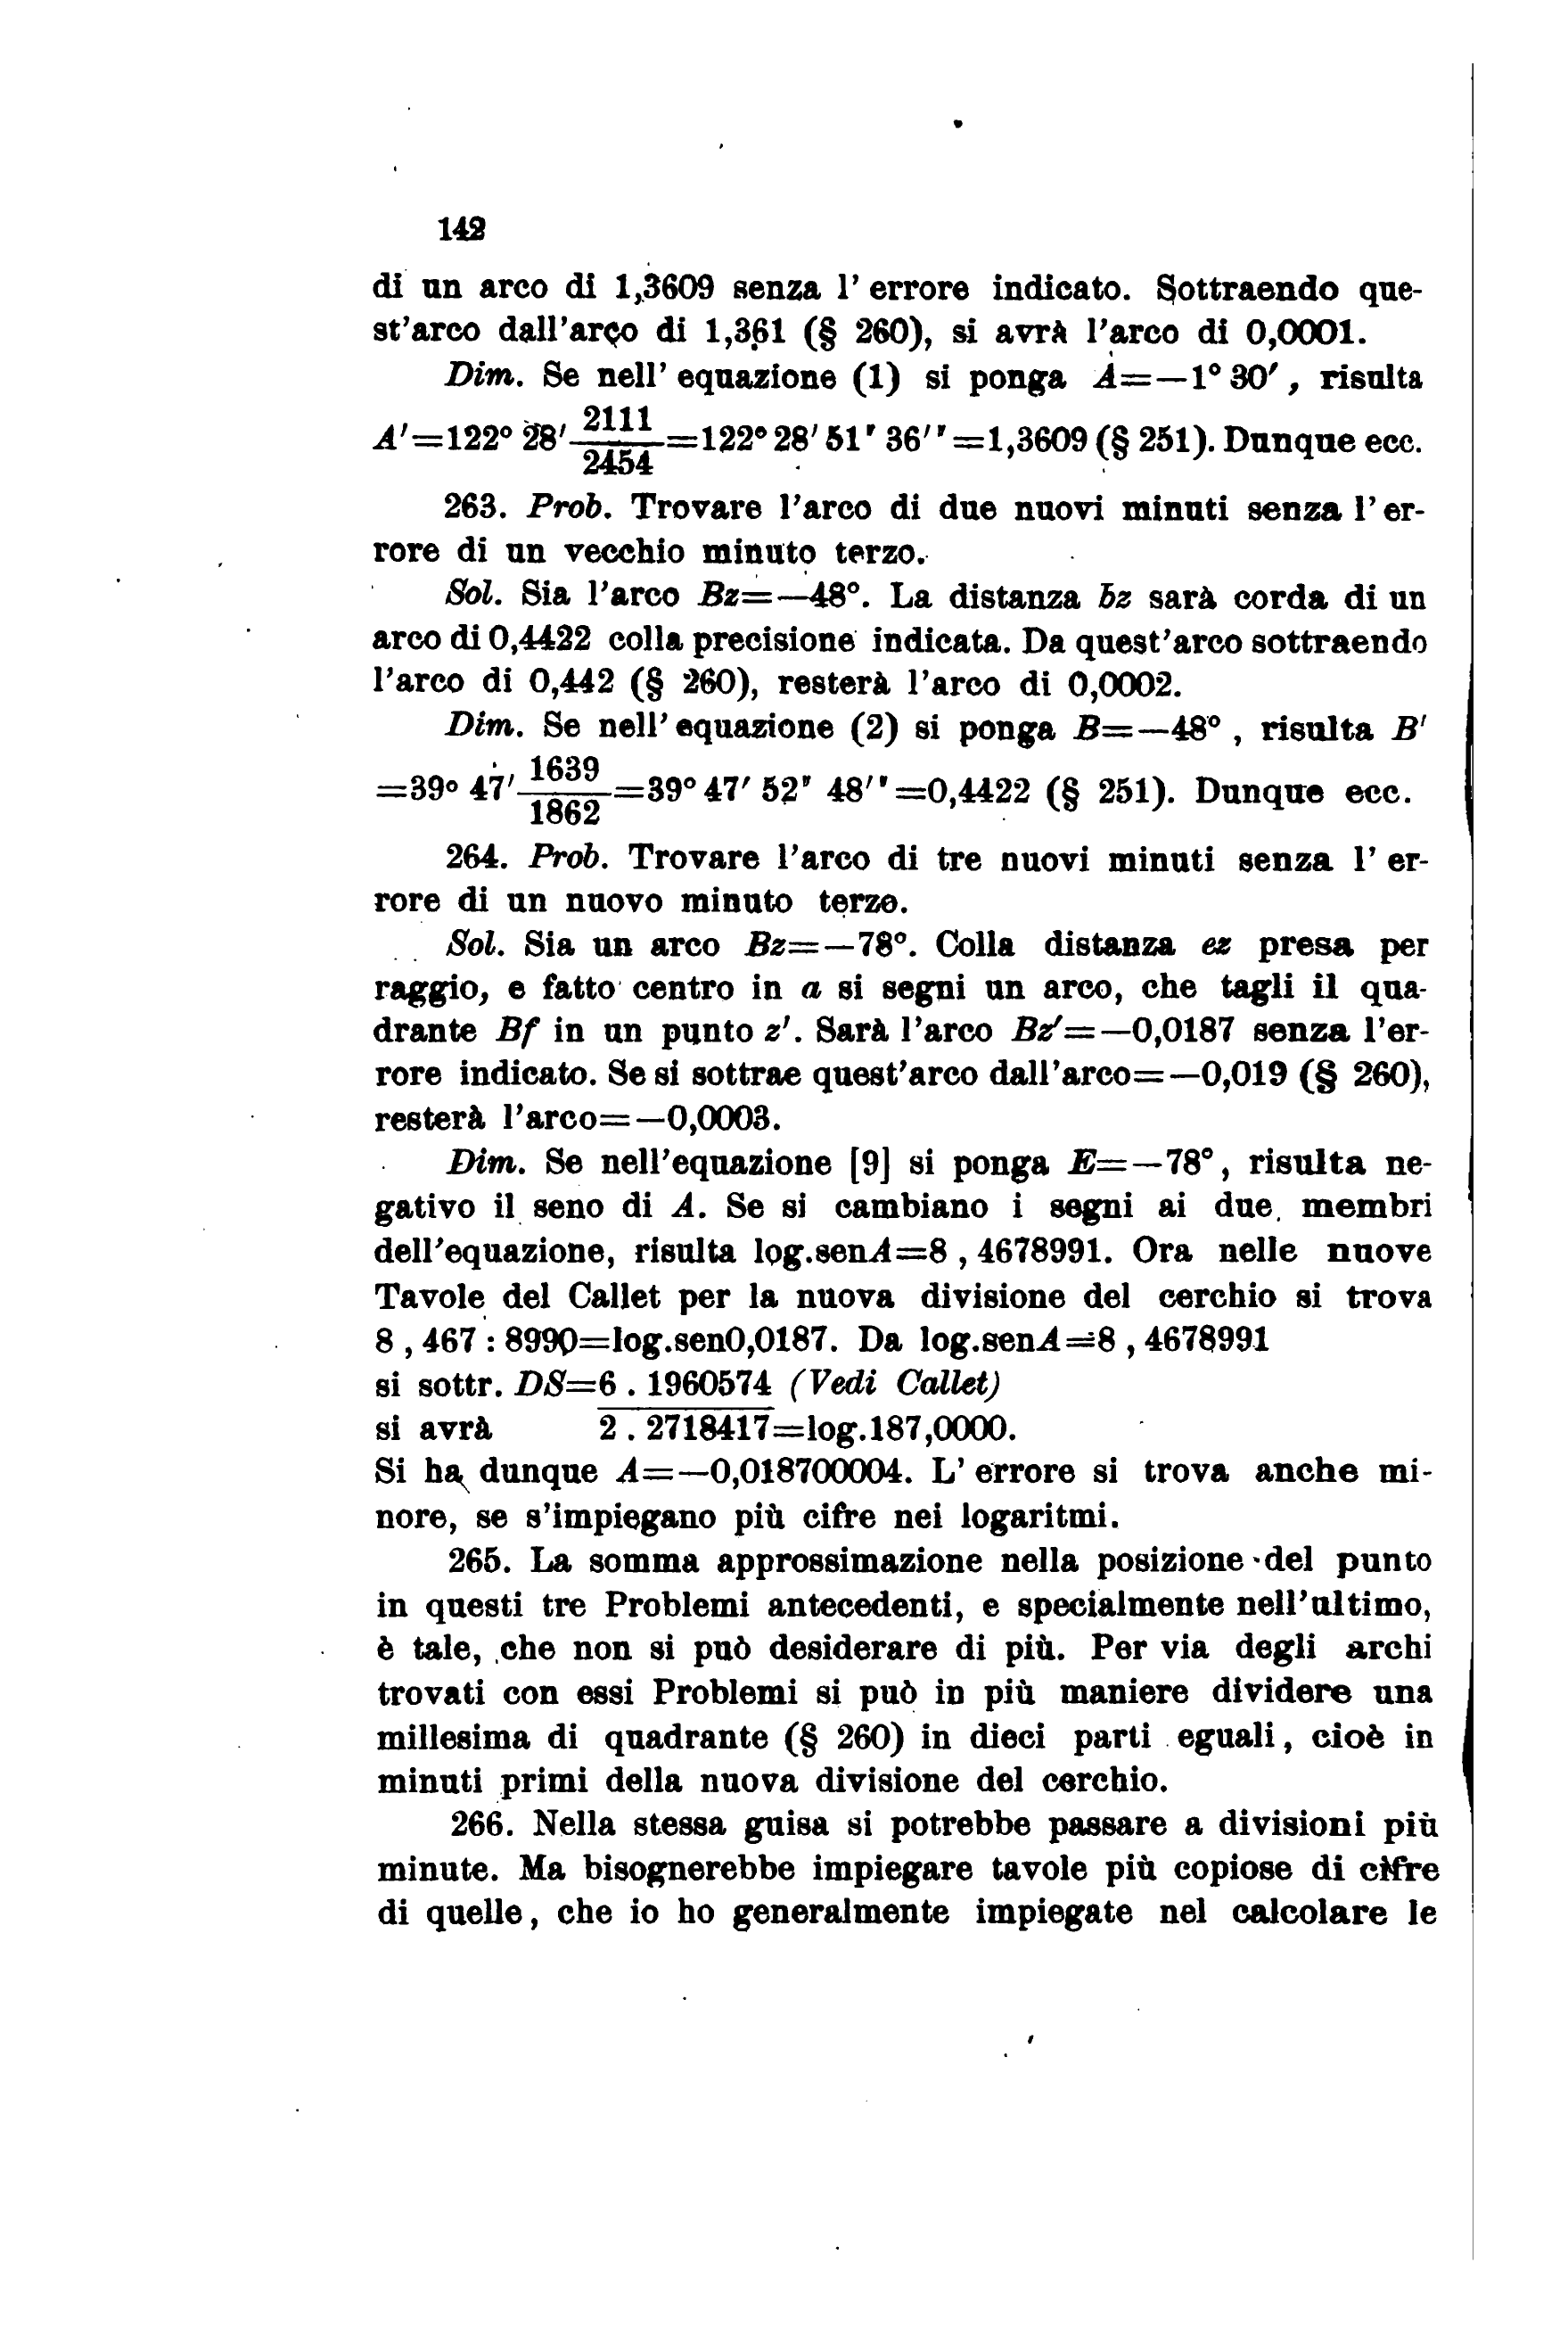 142
di un arco di 1,3609 senza l' errore indicato. Sottraendo que-
st'arco dall'arco di 1,361 (§ 260), si avrà l'arco di 0,0001.
Dim. Se nell' equazione (1) si ponga A=—1° 30′, risulta
A'=122° 28′ 2111/2454=122° 28′ 51″ 36‴=1,3609 (§ 251). Dunque ecc.
263. Prob. Trovare l'arco di due nuovi minuti senza l' er-
rore di un vecchio minuto terzo.
Sol. Sia l'arco Bz=—48°. La distanza bz sarà corda di un
arco di 0,4422 colla precisione indicata. Da quest'arco sottraendo
l'arco di 0,442 (§ 260), resterà l'arco di 0,0002.
Dim. Se nell' equazione (2) si ponga B=—48°, risulta B'
=39° 47′ 1639/1862=39° 47′ 52″ 48‴=0,4422 (§ 251). Dunque ecc.
264. Prob. Trovare l'arco di tre nuovi minuti senza l' er-
rore di un nuovo minuto terzo.
Sol. Sia un arco Bz=—78°. Colla distanza ez presa per
raggio, e fatto centro in a si segni un arco, che tagli il qua-
drante Bf in un punto z'. Sarà l'arco Bz'=—0,0187 senza l'er-
rore indicato. Se si sottrae quest'arco dall'arco=—0,019 (§ 260),
resterà l'arco=—0,0003.
Dim. Se nell'equazione [9] si ponga E=—78°, risulta ne-
gativo il seno di A. Se si cambiano i segni ai due membri
dell'equazione, risulta log.senA=8 , 4678991. Ora nelle nuove
Tavole del Callet per la nuova divisione del cerchio si trova
8 , 467 : 8990=log.sen0,0187. Da log.senA=8 , 4678991
si sottr. DS=6 . 1960574 (Vedi Callet)
si avrà 2 . 2718417=log.187,0000.
Si ha dunque A=—0,018700004. L' errore si trova anche mi-
nore, se s'impiegano più cifre nei logaritmi.
265. La somma approssimazione nella posizione del punto
in questi tre Problemi antecedenti, e specialmente nell'ultimo,
è tale, che non si può desiderare di più. Per via degli archi
trovati con essi Problemi si può in più maniere dividere una
millesima di quadrante (§ 260) in dieci parti eguali, cioè in
minuti primi della nuova divisione del cerchio.
266. Nella stessa guisa si potrebbe passare a divisioni più
minute. Ma bisognerebbe impiegare tavole più copiose di cifre
di quelle, che io ho generalmente impiegate nel calcolare le